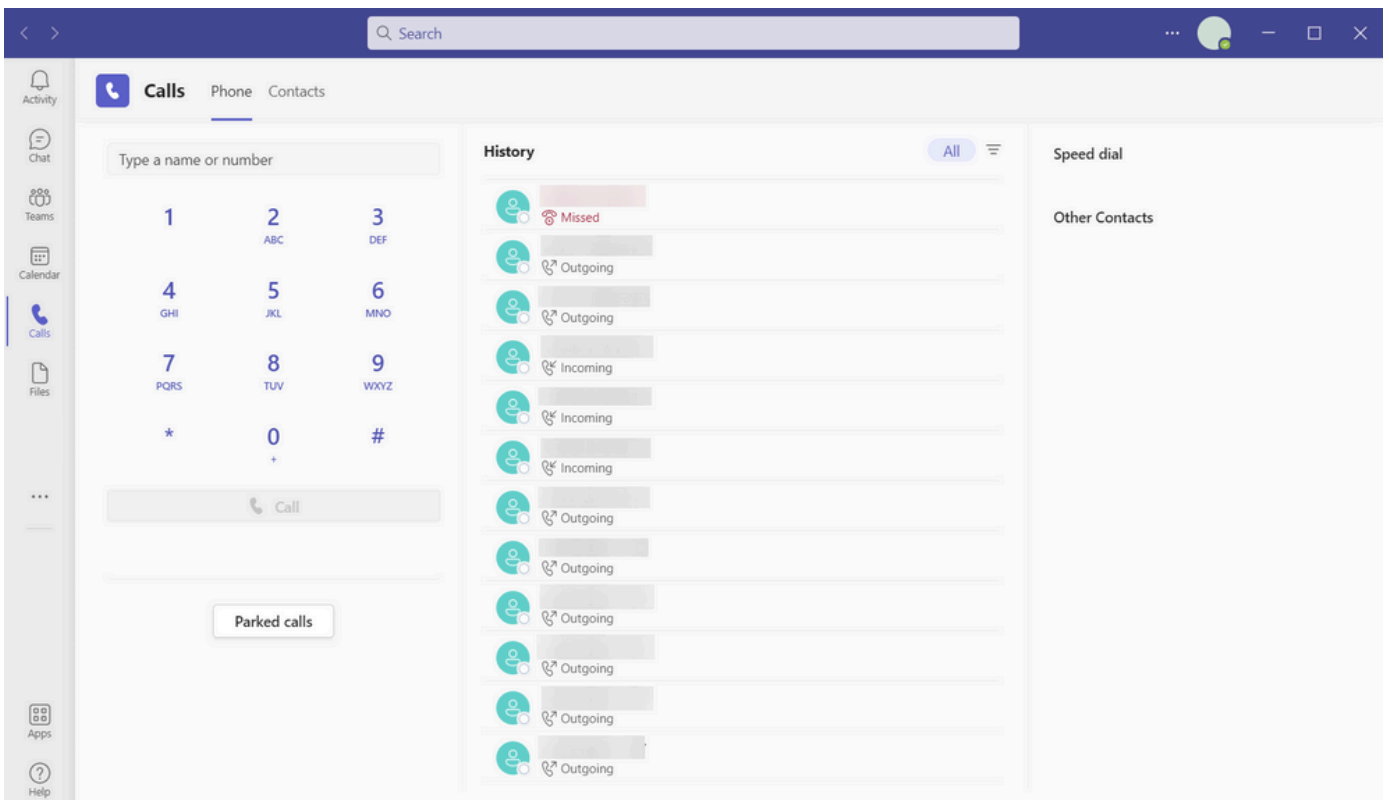 Search
...
Activity
Chat
Teams
Calendar
Calls
Files
...
Apps
Help
Calls Phone Contacts
Type a name or number
1 2 3
ABC DEF
4 5 6
GHI JKL MNO
7 8 9
PQRS TUV WXYZ
* 0 #
+
Call
Parked calls
History All
Missed
Outgoing
Outgoing
Incoming
Incoming
Incoming
Outgoing
Outgoing
Outgoing
Outgoing
Outgoing
Outgoing
Speed dial
Other Contacts